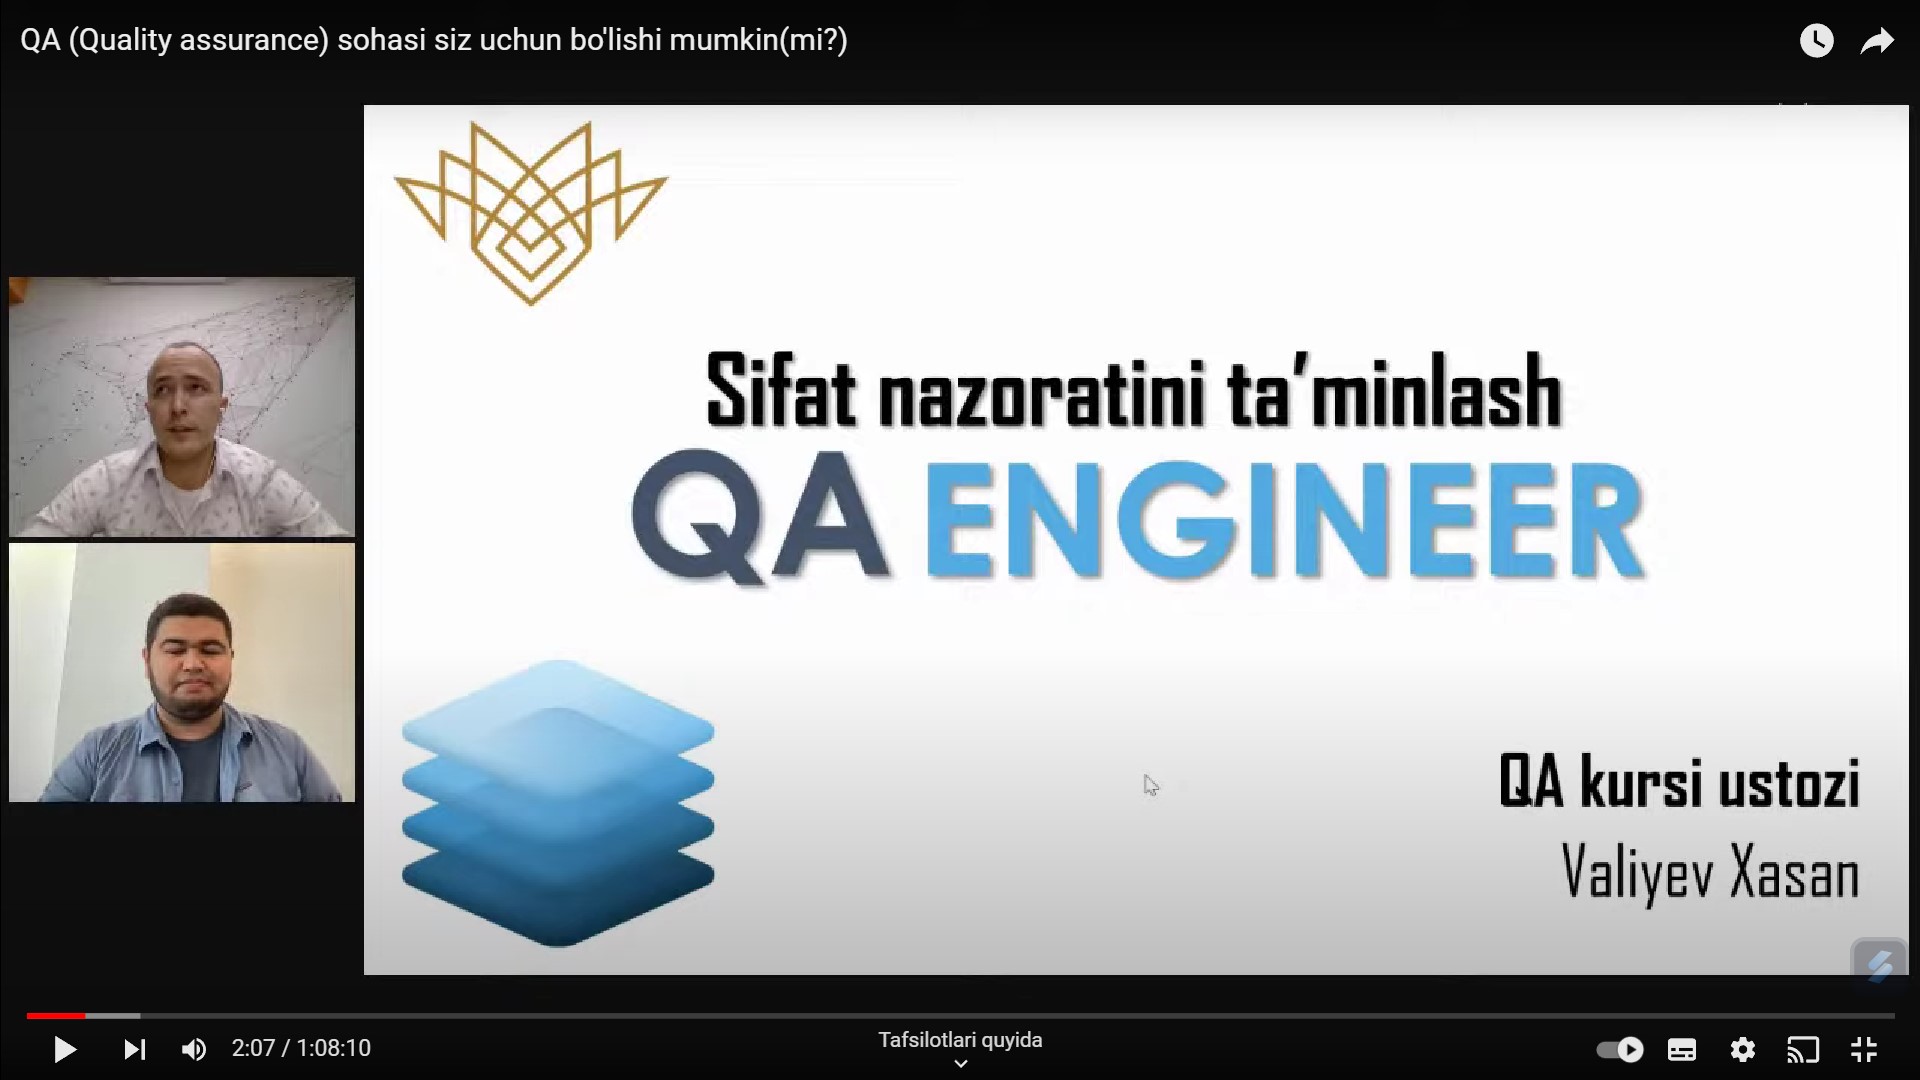 QA (Quality assurance) sohasi siz uchun bo'lishi mumkin(mi?)
Sifat nazoratini ta’minlash
QA ENGINEER
QA kursi ustozi
Valiyev Xasan
2:07 / 1:08:10
Tafsilotlari quyida